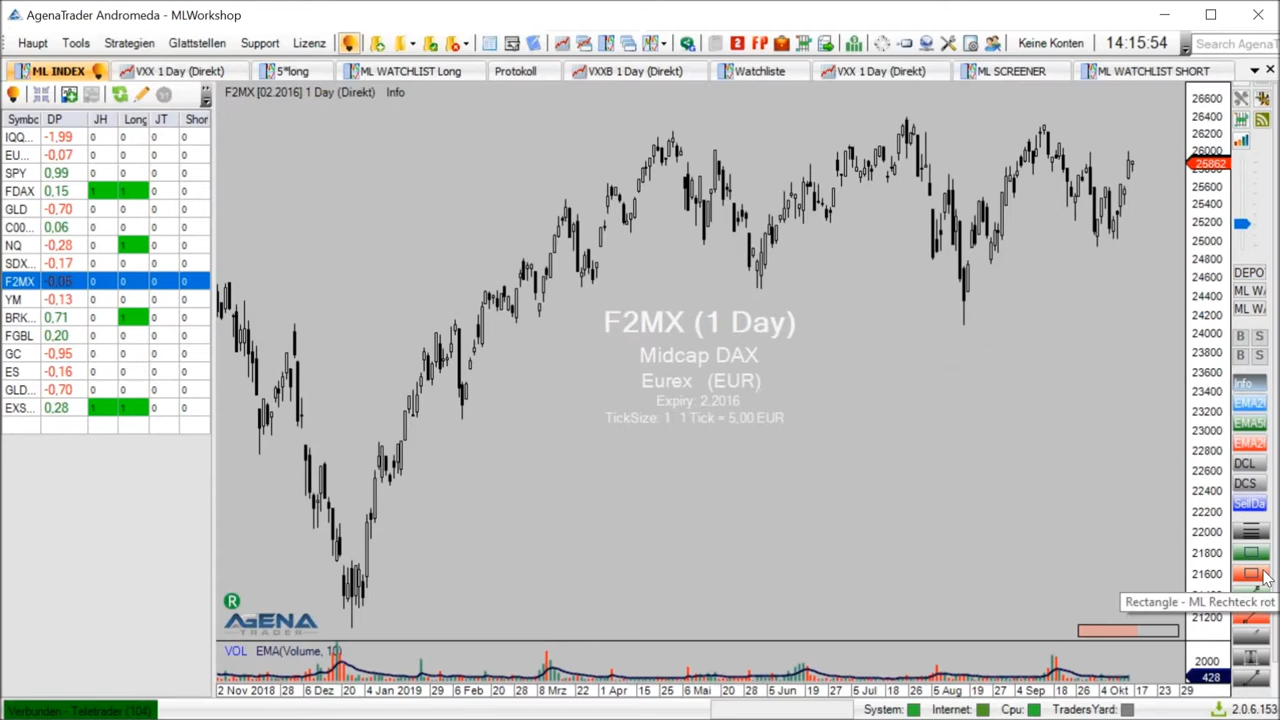 AgenaTrader Andromeda - MLWorkshop
Haupt Tools Strategien Glattstellen Support Lizenz Keine Konten 14:15:54 Search AgenaT
ML INDEX VXX 1 Day (Direkt) 5*long ML WATCHLIST Long Protokoll VXXB 1 Day (Direkt) Watchliste VXX 1 Day (Direkt) ML SCREENER ML WATCHLIST SHORT
Symbc DP JH Long JT Shor
IQQ... -1,99 0 0 0 0
EU... -0,07 0 0 0 0
SPY 0,99 0 0 0 0
FDAX 0,15 1 1 0 0
GLD -0,70 0 0 0 0
C00... 0,06 0 0 0 0
NQ -0,28 0 1 0 0
SDX... -0,17 0 0 0 0
F2MX -0,05 0 0 0 0
YM -0,13 0 0 0 0
BRK... 0,71 0 1 0 0
FGBL 0,20 0 0 0 0
GC -0,95 0 0 0 0
ES -0,16 0 0 0 0
GLD... -0,70 0 0 0 0
EXS... 0,28 1 1 0 0
F2MX [02.2016] 1 Day (Direkt) Info
F2MX (1 Day)
Midcap DAX
Eurex (EUR)
Expiry: 2.2016
TickSize: 1 1 Tick = 5,00 EUR
R
AGENA
TRADER
26600
26400
26200
26000
25862
25600
25400
25200
25000
24800
24600
24400
24200
24000
23800
23600
23400
23200
23000
22800
22600
22400
22200
22000
21800
21600
21200
DEPO
ML W
ML W
B S
B S
Info
EMA2
EMA5
EMA2
DCL
DCS
SellDa
Rectangle - ML Rechteck rot
VOL EMA(Volume, 10)
2000
428
2 Nov 2018 28 6 Dez 20 4 Jan 2019 29 6 Feb 28 8 Mrz 20 1 Apr 15 25 6 Mai 28 5 Jun 19 27 5 Jul 18 26 5 Aug 19 27 4 Sep 18 26 4 Okt 17 23 29
Verbunden - Teletrader (104) System: Internet: Cpu: TradersYard: 2.0.6.153